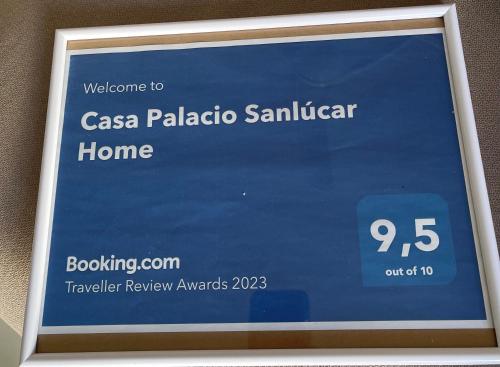 Welcome to
Casa Palacio Sanlúcar
Home
9,5
out of 10
Booking.com
Traveller Review Awards 2023